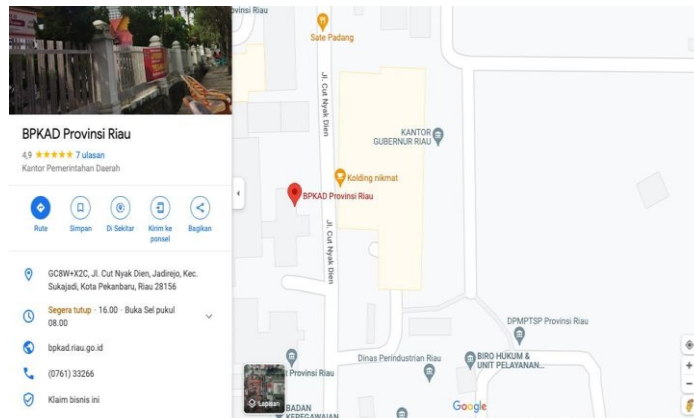 BPKAD Provinsi Riau
4,9 ★★★★★ 7 ulasan
Kantor Pemerintahan Daerah
Rute
Simpan
Di Sekitar
Kirim ke
ponsel
Bagikan
GC8W+X2C, Jl. Cut Nyak Dien, Jadirejo, Kec.
Sukajadi, Kota Pekanbaru, Riau 28156
Segera tutup · 16.00 · Buka Sel pukul
08.00
bpkad.riau.go.id
(0761) 33266
Klaim bisnis ini
ovinsi Riau
Sate Padang
Jl. Cut Nyak Dien
KANTOR
GUBERNUR RIAU
Kolding nikmat
BPKAD Provinsi Riau
Jl. Cut Nyak Dien
DPMPTSP Provinsi Riau
t Provinsi Riau
Dinas Perindustrian Riau
BIRO HUKUM &
UNIT PELAYANAN...
Lapisan
BADAN
KEPEGAWAIAN
Google